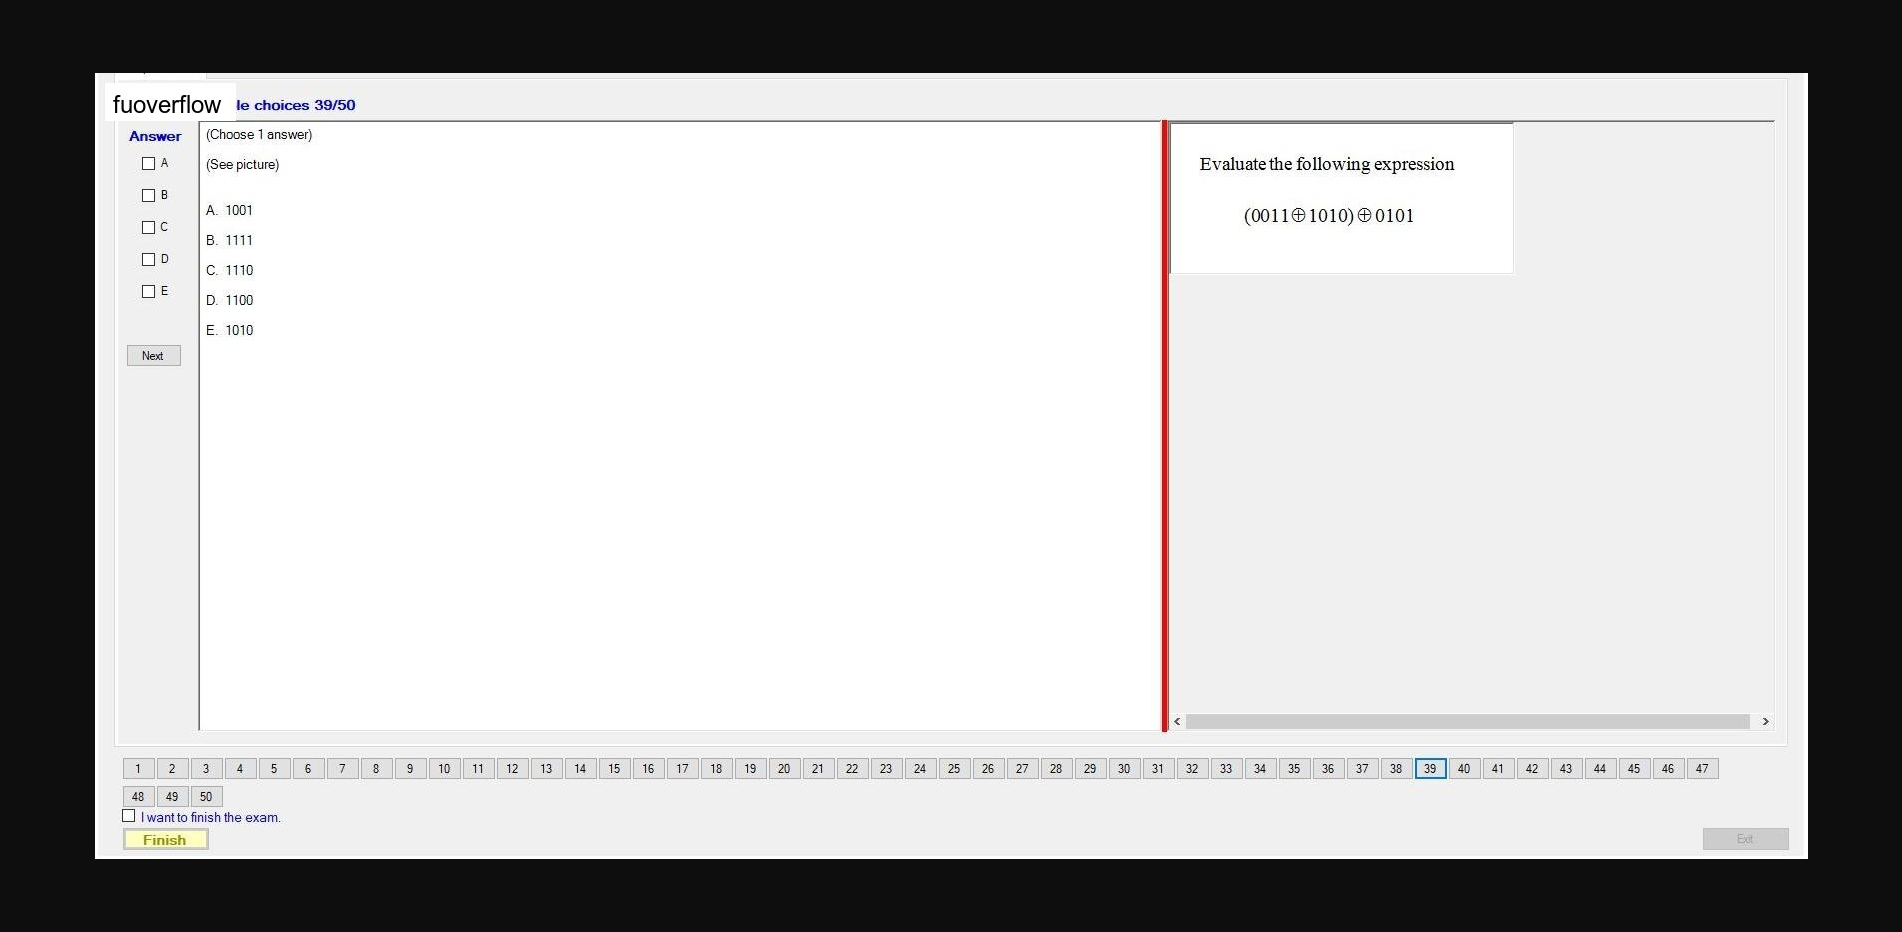 fuoverflow
le choices 39/50
Answer
A
B
C
D
E
Next
(Choose 1 answer)
(See picture)
A. 1001
B. 1111
C. 1110
D. 1100
E. 1010
Evaluate the following expression
(0011⊕1010)⊕0101
1 2 3 4 5 6 7 8 9 10 11 12 13 14 15 16 17 18 19 20 21 22 23 24 25 26 27 28 29 30 31 32 33 34 35 36 37 38 39 40 41 42 43 44 45 46 47
48 49 50
I want to finish the exam.
Finish
Exit